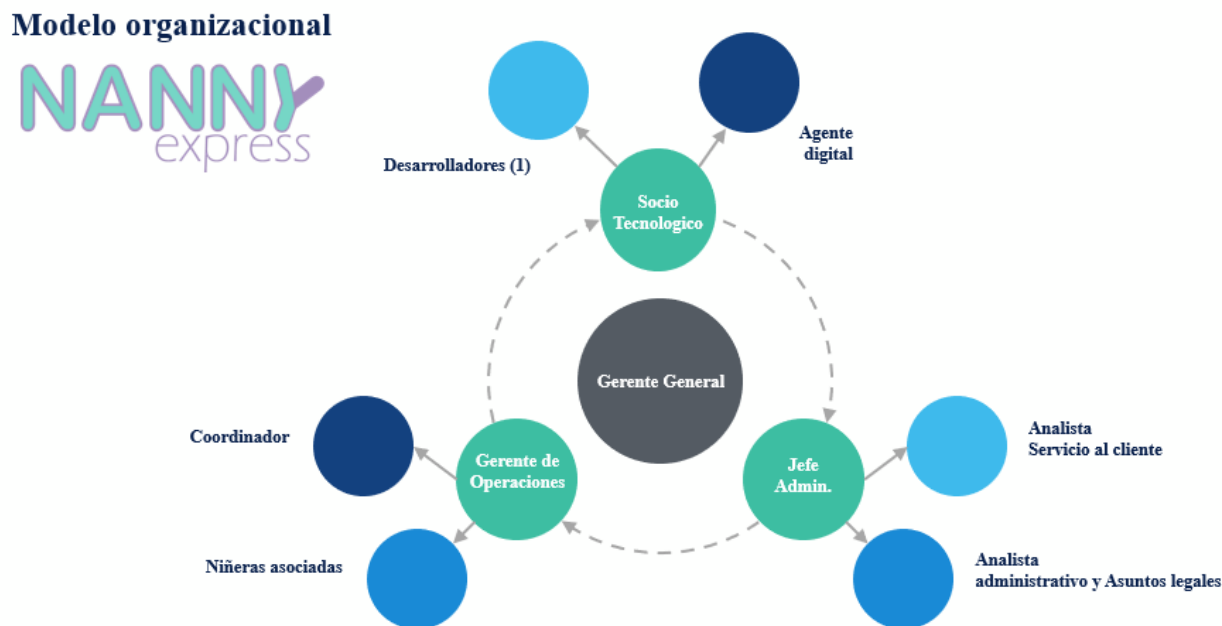 Modelo organizacional
NANNY
express
Agente
digital
Desarrolladores (1)
Socio
Tecnologico
Gerente General
Coordinador
Gerente de
Operaciones
Niñeras asociadas
Jefe
Admin.
Analista
Servicio al cliente
Analista
administrativo y Asuntos legales